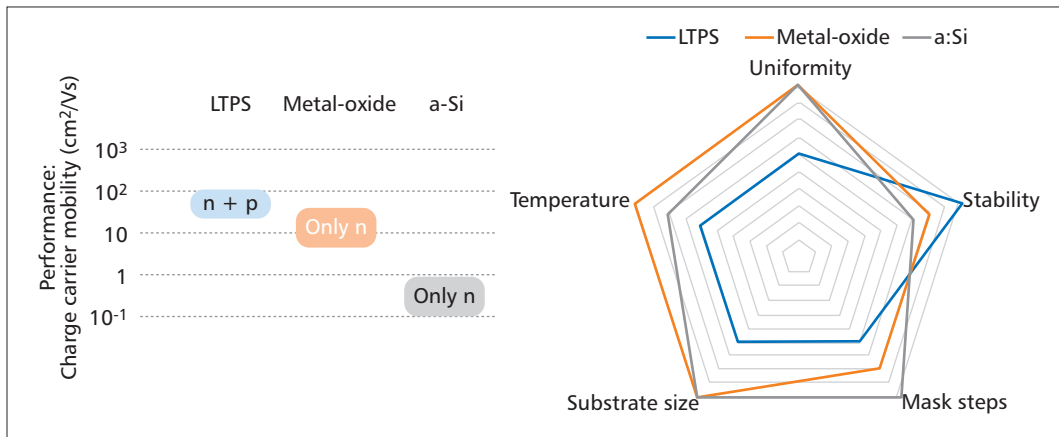 Performance:
Charge carrier mobility (cm²/Vs)
LTPS Metal-oxide a-Si
10³
10²
10
1
10⁻¹
n + p
Only n
Only n
LTPS Metal-oxide a:Si
Uniformity
Temperature
Stability
Substrate size
Mask steps